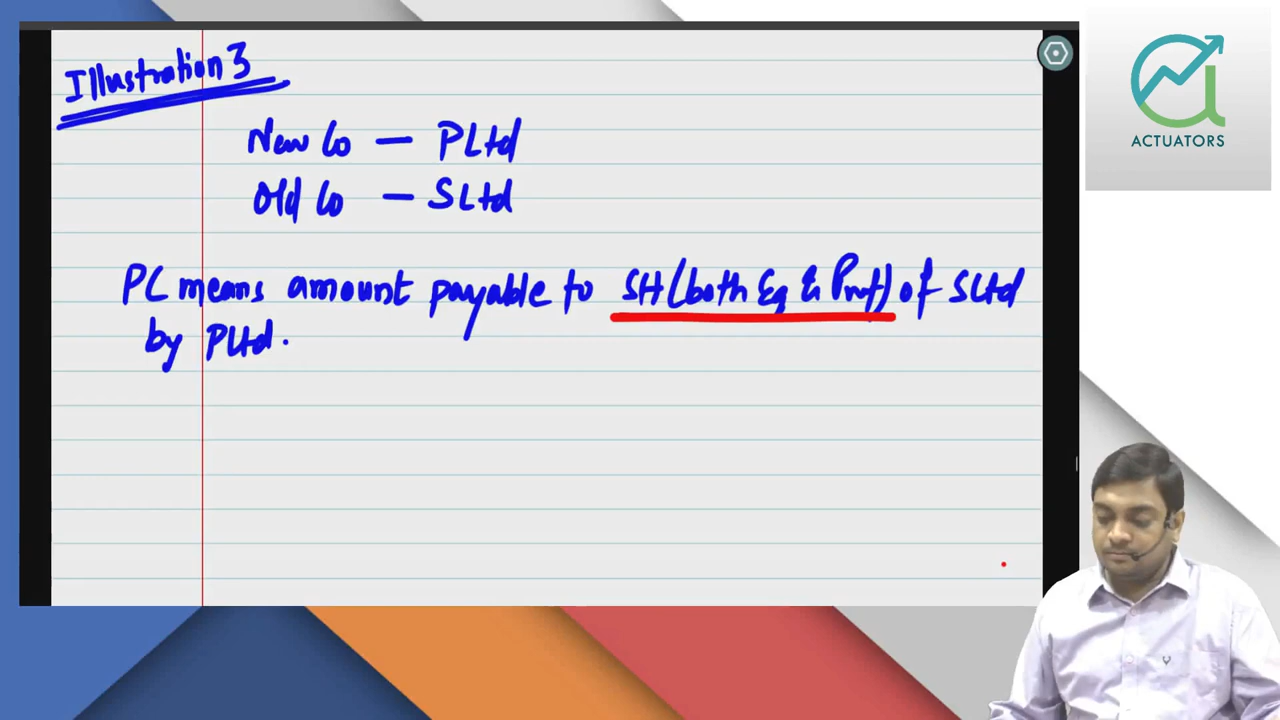 Illustration 3
New Co — P Ltd
Old Co — S Ltd
PC means amount payable to SH (both Eq & Pref) of S Ltd
by P Ltd.
ACTUATORS